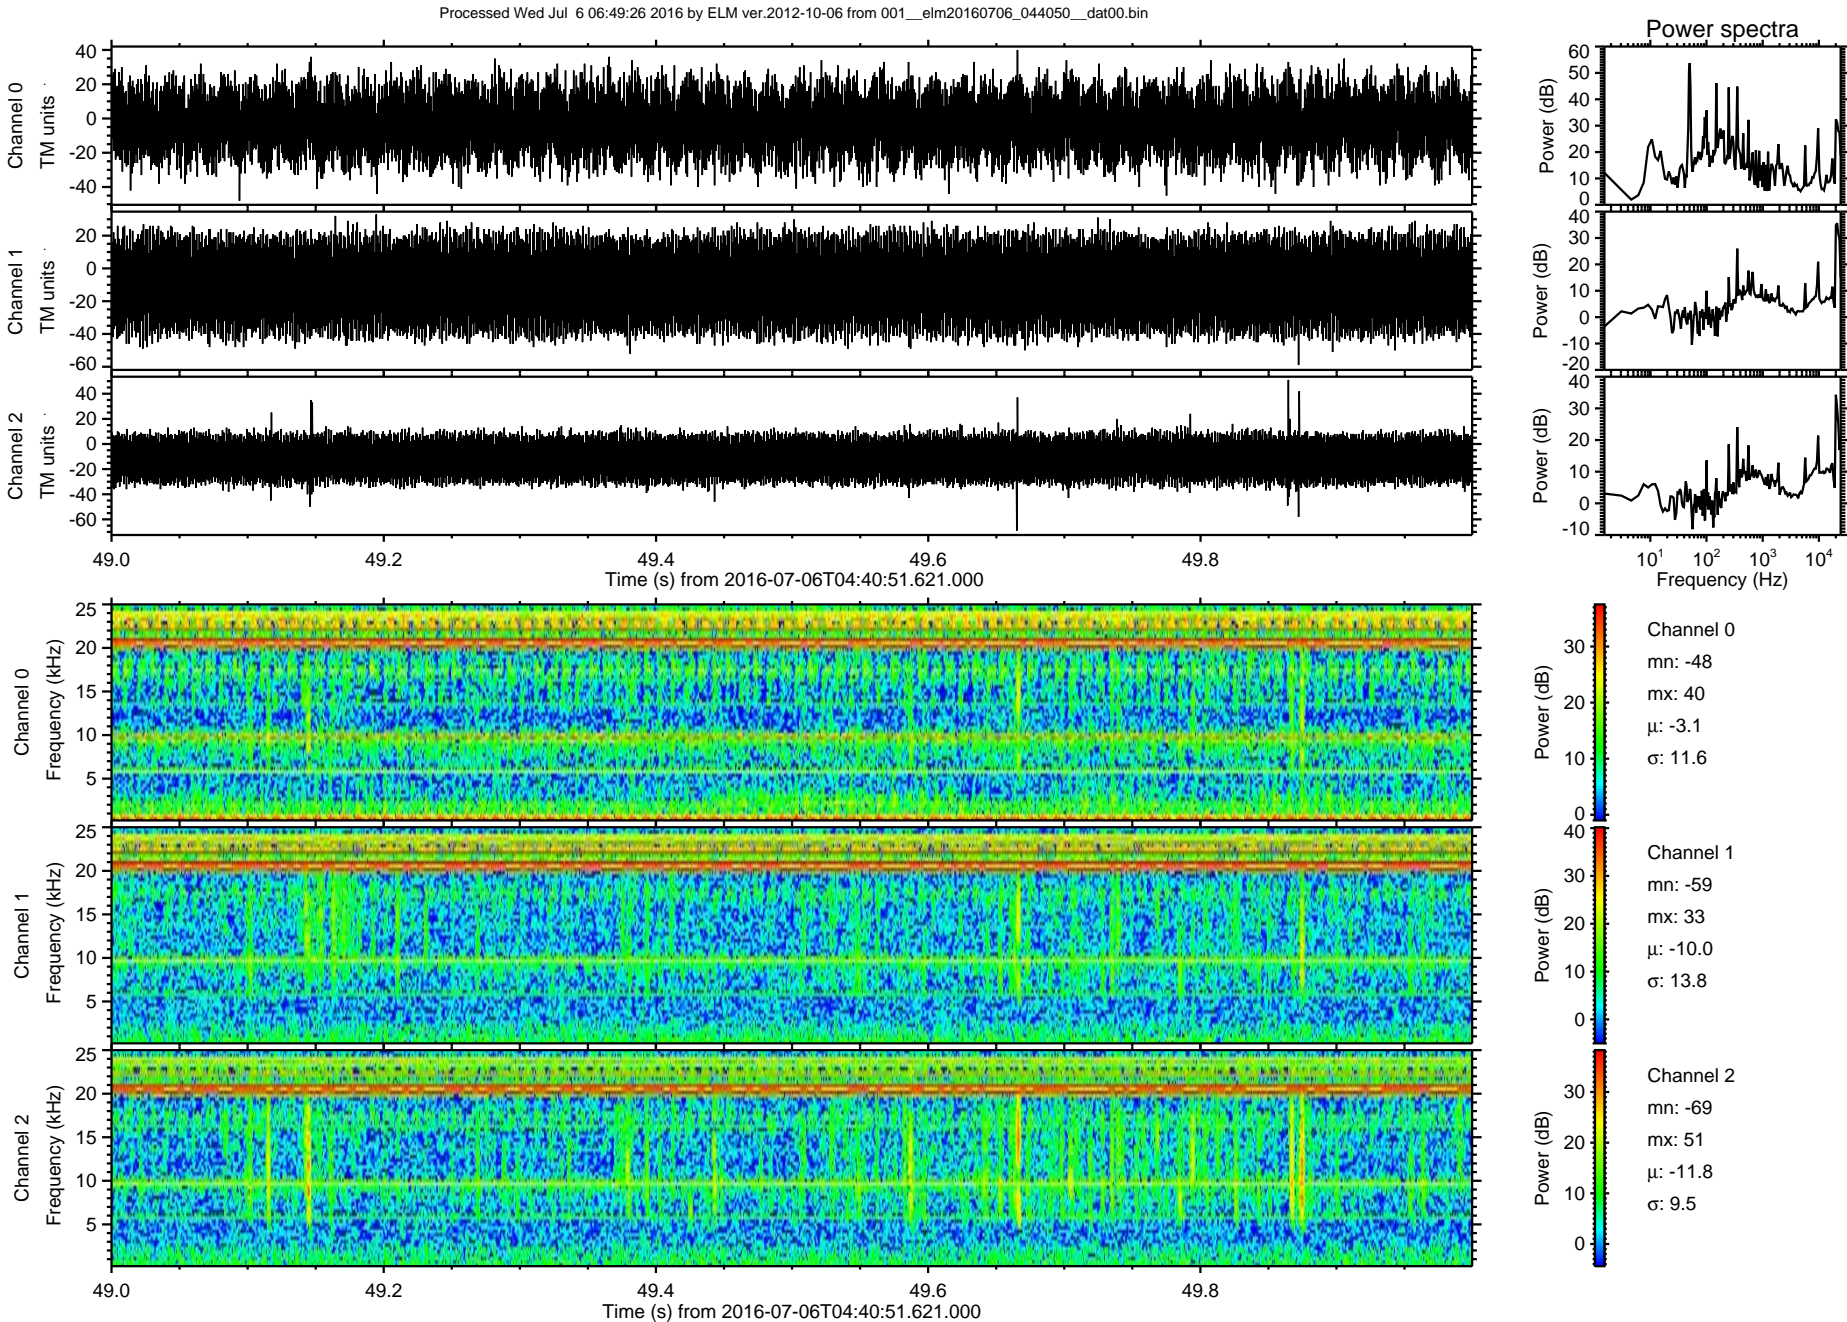 Processed Wed Jul  6 06:49:26 2016 by ELM ver.2012-10-06 from 001__elm20160706_044050__dat00.bin
Power spectra
Channel 0
TM units
40
20
0
-20
-40
Power (dB)
60
50
40
30
20
10
0
Channel 1
TM units
20
0
-20
-40
-60
Power (dB)
40
30
20
10
0
-10
-20
Channel 2
TM units
40
20
0
-20
-40
-60
Power (dB)
40
30
20
10
0
-10
49.0 49.2 49.4 49.6 49.8
Time (s) from 2016-07-06T04:40:51.621.000
10^1 10^2 10^3 10^4
Frequency (Hz)
Channel 0
Frequency (kHz)
25
20
15
10
5
Power (dB)
30
20
10
0
Channel 0
mn: -48
mx: 40
μ: -3.1
σ: 11.6
Channel 1
Frequency (kHz)
25
20
15
10
5
Power (dB)
40
30
20
10
0
Channel 1
mn: -59
mx: 33
μ: -10.0
σ: 13.8
Channel 2
Frequency (kHz)
25
20
15
10
5
Power (dB)
30
20
10
0
Channel 2
mn: -69
mx: 51
μ: -11.8
σ: 9.5
49.0 49.2 49.4 49.6 49.8
Time (s) from 2016-07-06T04:40:51.621.000